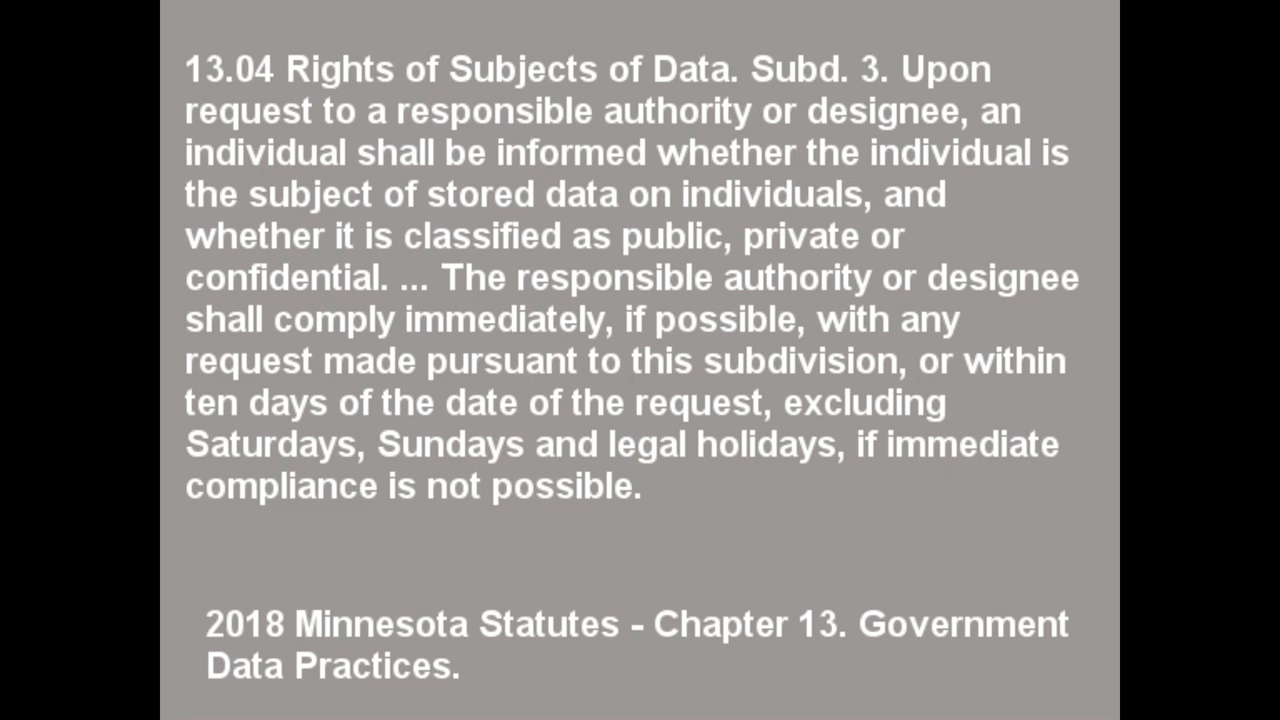 13.04 Rights of Subjects of Data. Subd. 3. Upon
request to a responsible authority or designee, an
individual shall be informed whether the individual is
the subject of stored data on individuals, and
whether it is classified as public, private or
confidential. ... The responsible authority or designee
shall comply immediately, if possible, with any
request made pursuant to this subdivision, or within
ten days of the date of the request, excluding
Saturdays, Sundays and legal holidays, if immediate
compliance is not possible.
2018 Minnesota Statutes - Chapter 13. Government
Data Practices.